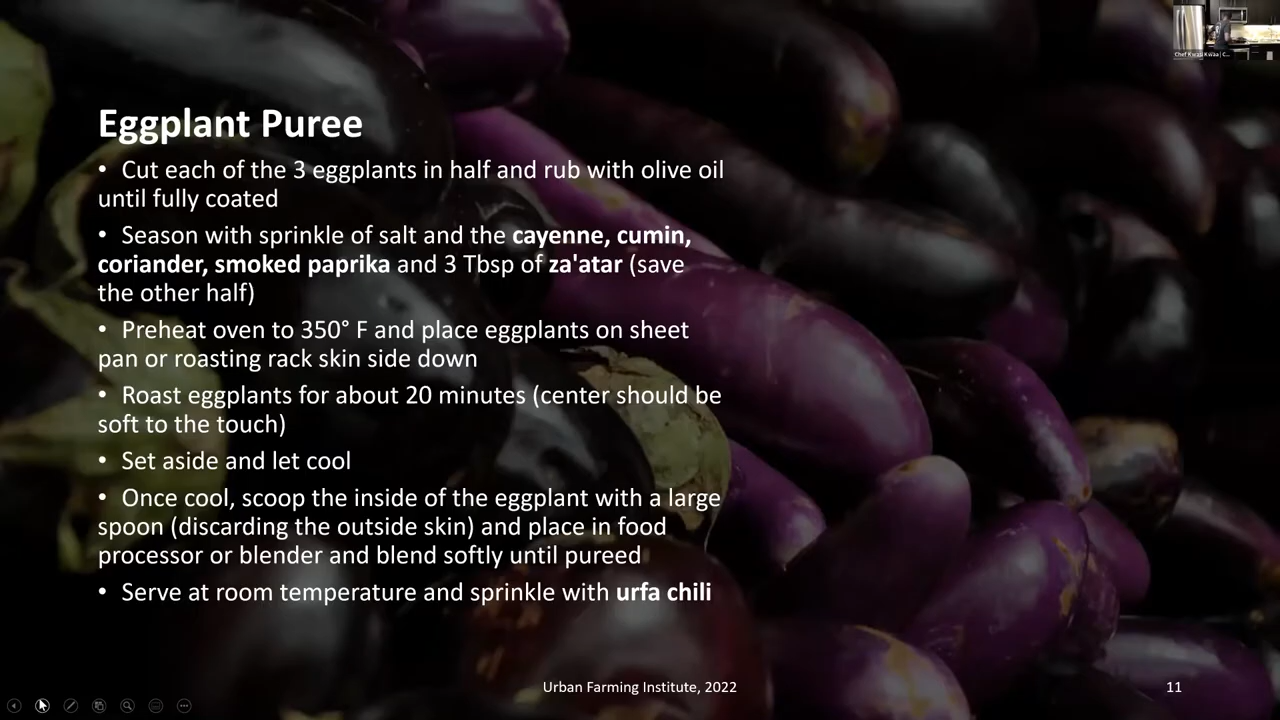 Eggplant Puree
• Cut each of the 3 eggplants in half and rub with olive oil
until fully coated
• Season with sprinkle of salt and the cayenne, cumin,
coriander, smoked paprika and 3 Tbsp of za'atar (save
the other half)
• Preheat oven to 350° F and place eggplants on sheet
pan or roasting rack skin side down
• Roast eggplants for about 20 minutes (center should be
soft to the touch)
• Set aside and let cool
• Once cool, scoop the inside of the eggplant with a large
spoon (discarding the outside skin) and place in food
processor or blender and blend softly until pureed
• Serve at room temperature and sprinkle with urfa chili
Urban Farming Institute, 2022
11